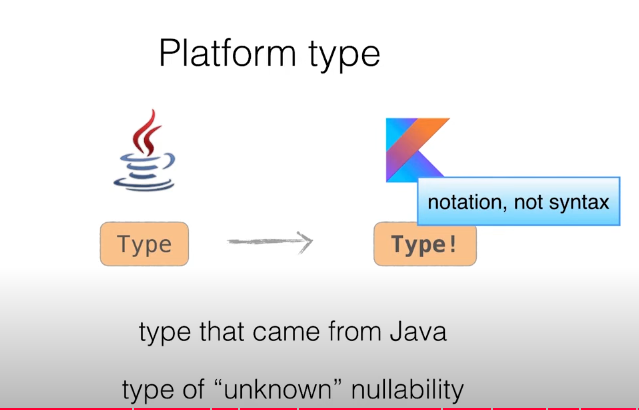 Platform type
notation, not syntax
Type
Type!
type that came from Java
type of “unknown” nullability